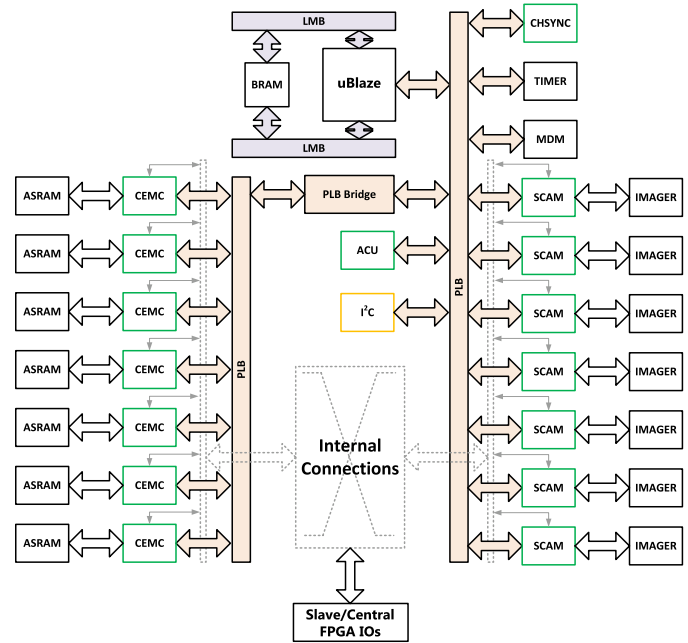 LMB
CHSYNC
BRAM
uBlaze
TIMER
MDM
LMB
ASRAM
CEMC
PLB Bridge
SCAM
IMAGER
ASRAM
CEMC
ACU
SCAM
IMAGER
ASRAM
CEMC
I²C
SCAM
IMAGER
PLB
PLB
ASRAM
CEMC
SCAM
IMAGER
ASRAM
CEMC
SCAM
IMAGER
Internal
Connections
ASRAM
CEMC
SCAM
IMAGER
ASRAM
CEMC
SCAM
IMAGER
Slave/Central
FPGA IOs